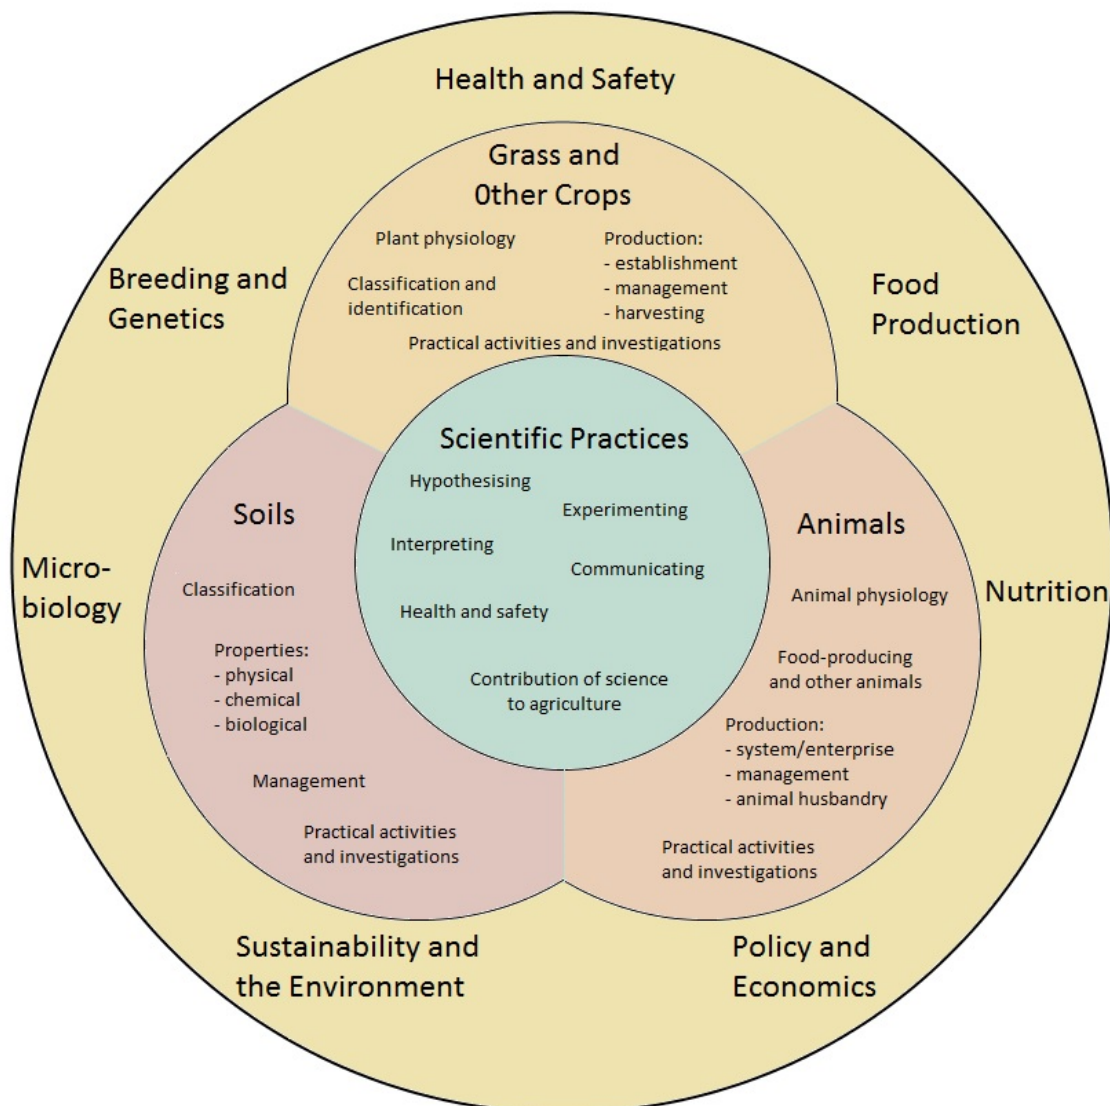 Health and Safety
Grass and
0ther Crops
Plant physiology
Classification and
identification
Production:
- establishment
- management
- harvesting
Practical activities and investigations
Breeding and
Genetics
Food
Production
Scientific Practices
Hypothesising
Experimenting
Interpreting
Communicating
Health and safety
Contribution of science
to agriculture
Soils
Classification
Properties:
- physical
- chemical
- biological
Management
Practical activities
and investigations
Animals
Animal physiology
Food-producing
and other animals
Production:
- system/enterprise
- management
- animal husbandry
Practical activities
and investigations
Micro-
biology
Nutrition
Sustainability and
the Environment
Policy and
Economics